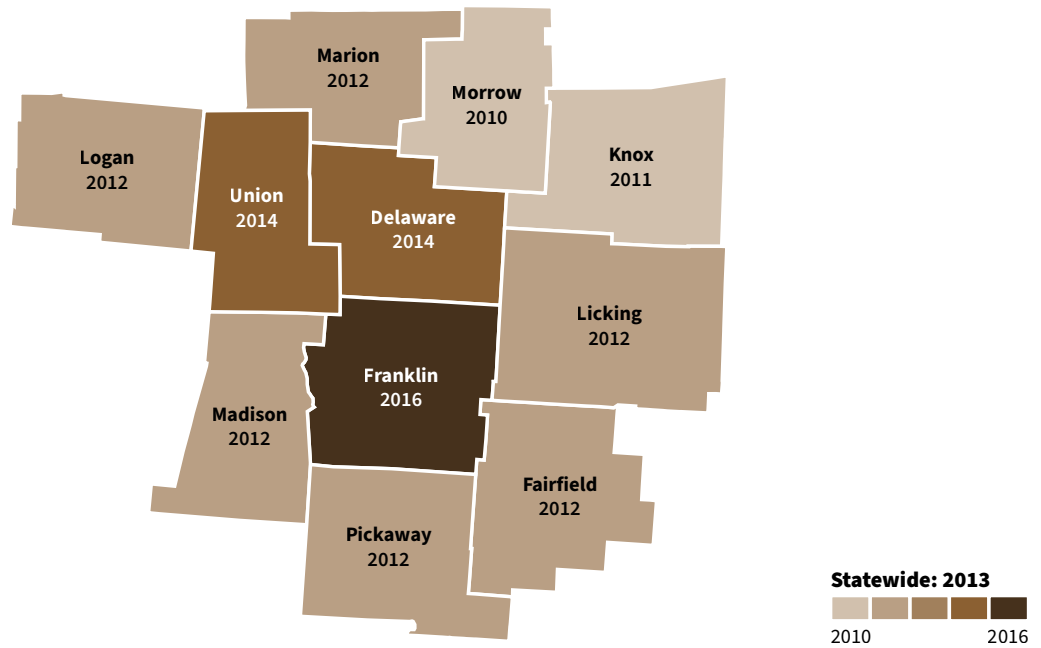 Marion
2012
Morrow
2010
Logan
2012
Knox
2011
Union
2014
Delaware
2014
Licking
2012
Franklin
2016
Madison
2012
Fairfield
2012
Pickaway
2012
Statewide: 2013
2010 2016